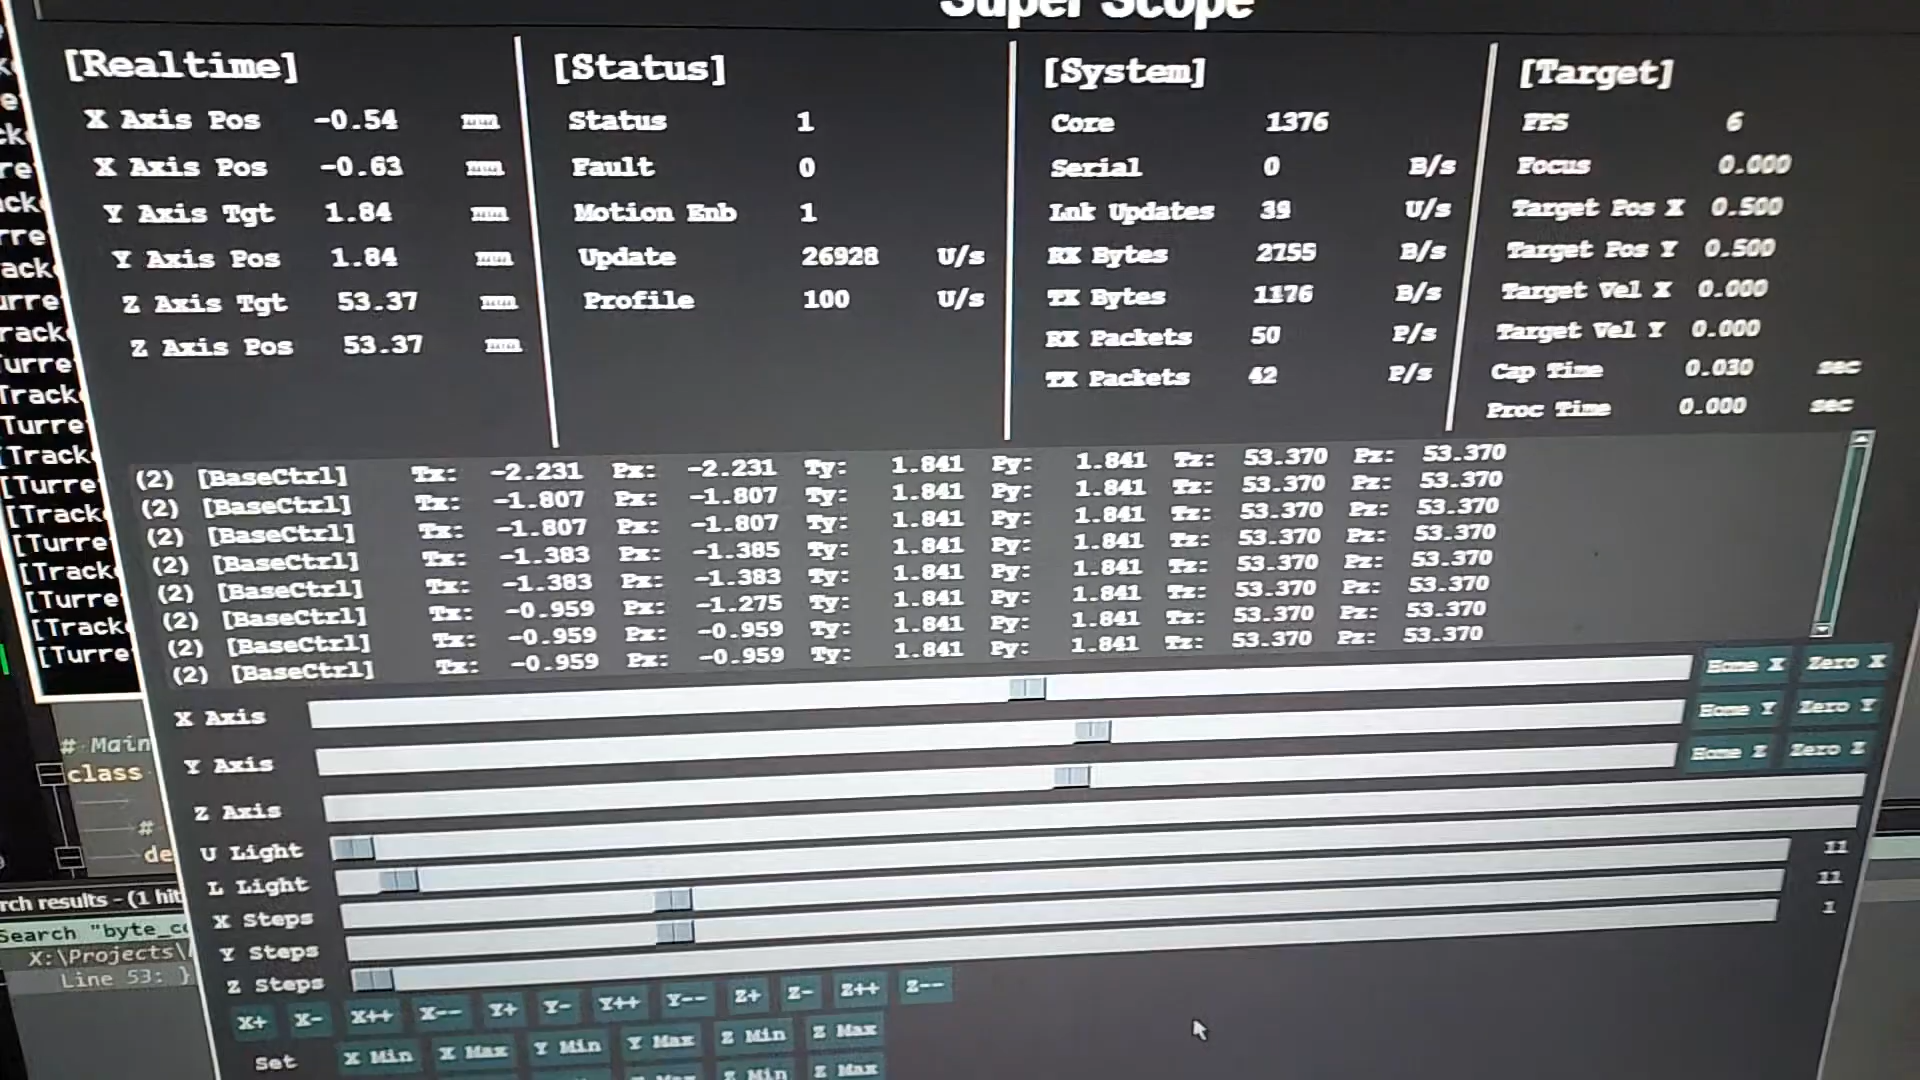 Super Scope
[Realtime]
X Axis Pos -0.54 mm
X Axis Pos -0.63 mm
Y Axis Tgt 1.84 mm
Y Axis Pos 1.84 mm
Z Axis Tgt 53.37 mm
Z Axis Pos 53.37 mm
[Status]
Status 1
Fault 0
Motion Enb 1
Update 26928 U/s
Profile 100 U/s
[System]
Core 1376
Serial 0 B/s
Lnk Updates 39 U/s
RX Bytes 2755 B/s
TX Bytes 1176 B/s
RX Packets 50 P/s
TX Packets 42 P/s
[Target]
FPS 6
Focus 0.000
Target Pos X 0.500
Target Pos Y 0.500
Target Vel X 0.000
Target Vel Y 0.000
Cap Time 0.030 sec
Proc Time 0.000 sec
(2) [BaseCtrl] Tx: -2.231 Px: -2.231 Ty: 1.841 Py: 1.841 Tz: 53.370 Pz: 53.370
(2) [BaseCtrl] Tx: -1.807 Px: -1.807 Ty: 1.841 Py: 1.841 Tz: 53.370 Pz: 53.370
(2) [BaseCtrl] Tx: -1.807 Px: -1.807 Ty: 1.841 Py: 1.841 Tz: 53.370 Pz: 53.370
(2) [BaseCtrl] Tx: -1.383 Px: -1.385 Ty: 1.841 Py: 1.841 Tz: 53.370 Pz: 53.370
(2) [BaseCtrl] Tx: -1.383 Px: -1.383 Ty: 1.841 Py: 1.841 Tz: 53.370 Pz: 53.370
(2) [BaseCtrl] Tx: -0.959 Px: -1.275 Ty: 1.841 Py: 1.841 Tz: 53.370 Pz: 53.370
(2) [BaseCtrl] Tx: -0.959 Px: -0.959 Ty: 1.841 Py: 1.841 Tz: 53.370 Pz: 53.370
(2) [BaseCtrl] Tx: -0.959 Px: -0.959 Ty: 1.841 Py: 1.841 Tz: 53.370 Pz: 53.370
X Axis Home X Zero X
Y Axis Home Y Zero Y
Z Axis Home Z Zero Z
U Light
L Light
X Steps 11
Y Steps 11
Z Steps 1
X+ X- X++ X-- Y+ Y- Y++ Y-- Z+ Z- Z++ Z--
Set X Min X Max Y Min Y Max Z Min Z Max
Z Min Z Max
# Main
class
#
de
rch results - (1 hit
Search "byte_c
X:\Projects\
Line 53: }